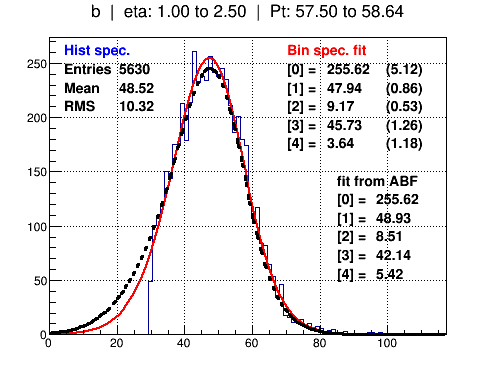 b | eta: 1.00 to 2.50 | Pt: 57.50 to 58.64
Hist spec.
Entries 5630
Mean 48.52
RMS 10.32
Bin spec. fit
[0] = 255.62 (5.12)
[1] = 47.94 (0.86)
[2] = 9.17 (0.53)
[3] = 45.73 (1.26)
[4] = 3.64 (1.18)
fit from ABF
[0] = 255.62
[1] = 48.93
[2] = 8.51
[3] = 42.14
[4] = 5.42
250
200
150
100
50
0
0 20 40 60 80 100